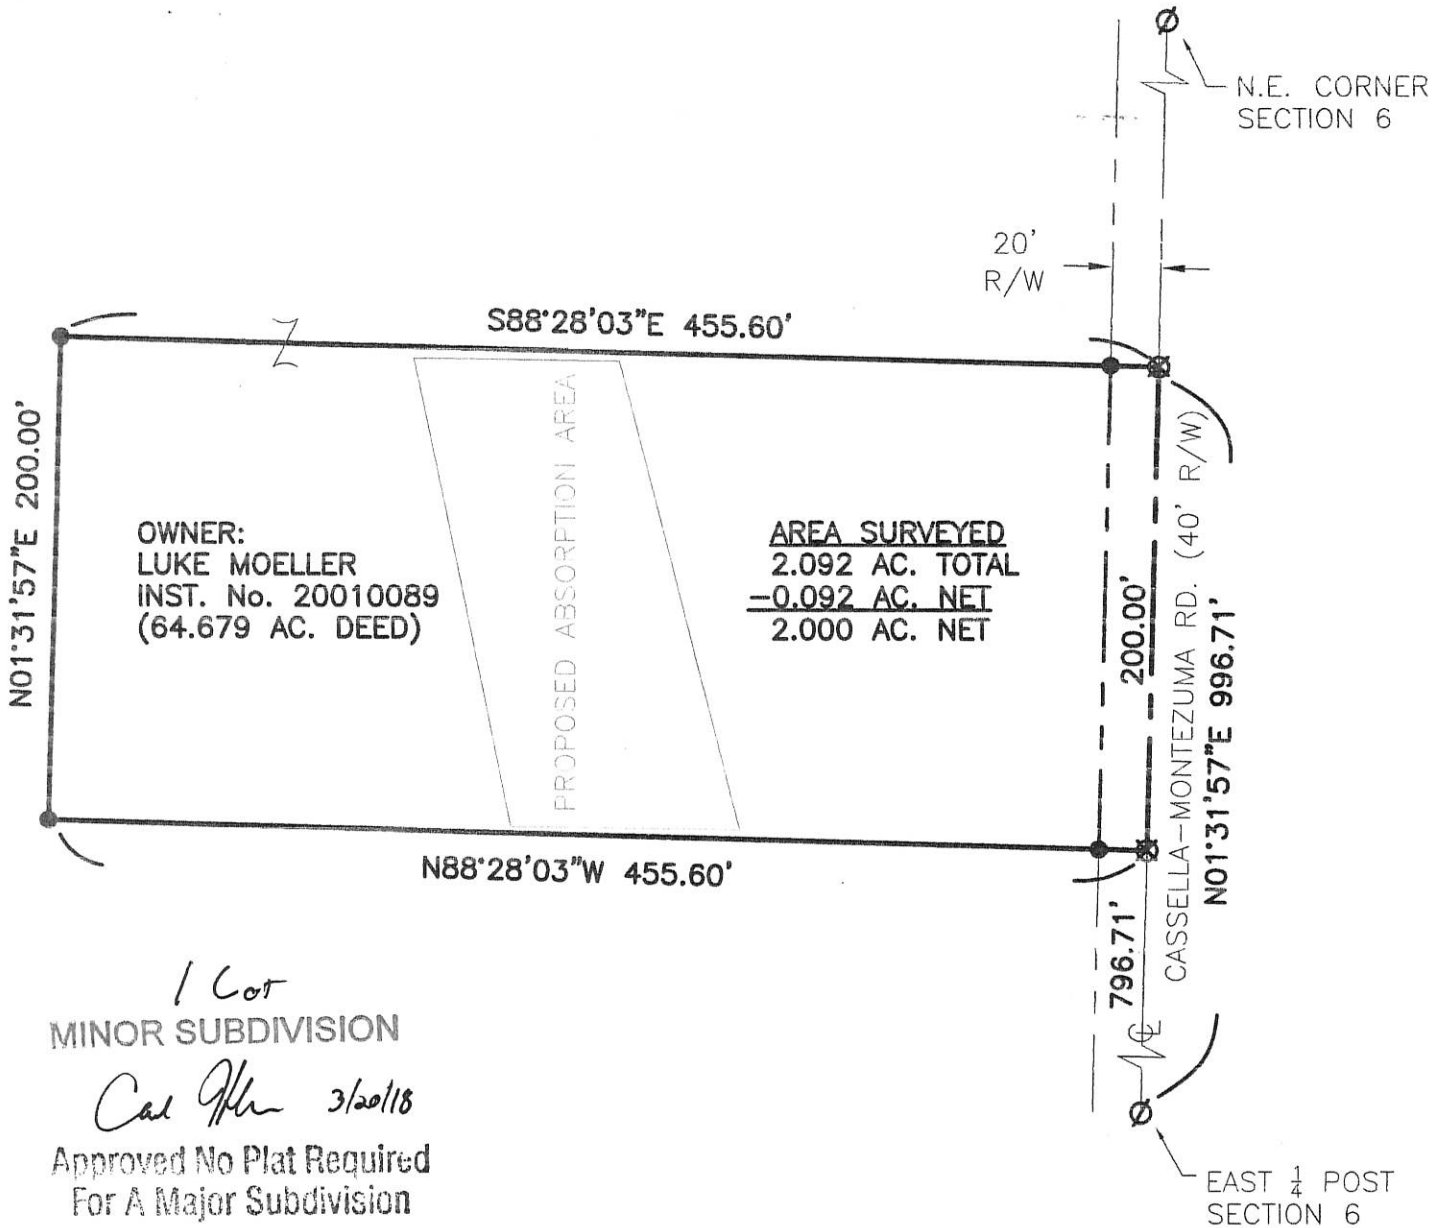 N.E. CORNER
SECTION 6
20'
R/W
S88°28'03"E 455.60'
N01°31'57"E 200.00'
OWNER:
LUKE MOELLER
INST. No. 20010089
(64.679 AC. DEED)
PROPOSED ABSORPTION AREA
AREA SURVEYED
2.092 AC. TOTAL
-0.092 AC. NET
2.000 AC. NET
200.00'
CASSELLA-MONTEZUMA RD. (40' R/W)
N01°31'57"E 996.71'
N88°28'03"W 455.60'
796.71'
℄
1 Lot
MINOR SUBDIVISION
3/20/18
Approved No Plat Required
For A Major Subdivision
EAST 1/4 POST
SECTION 6